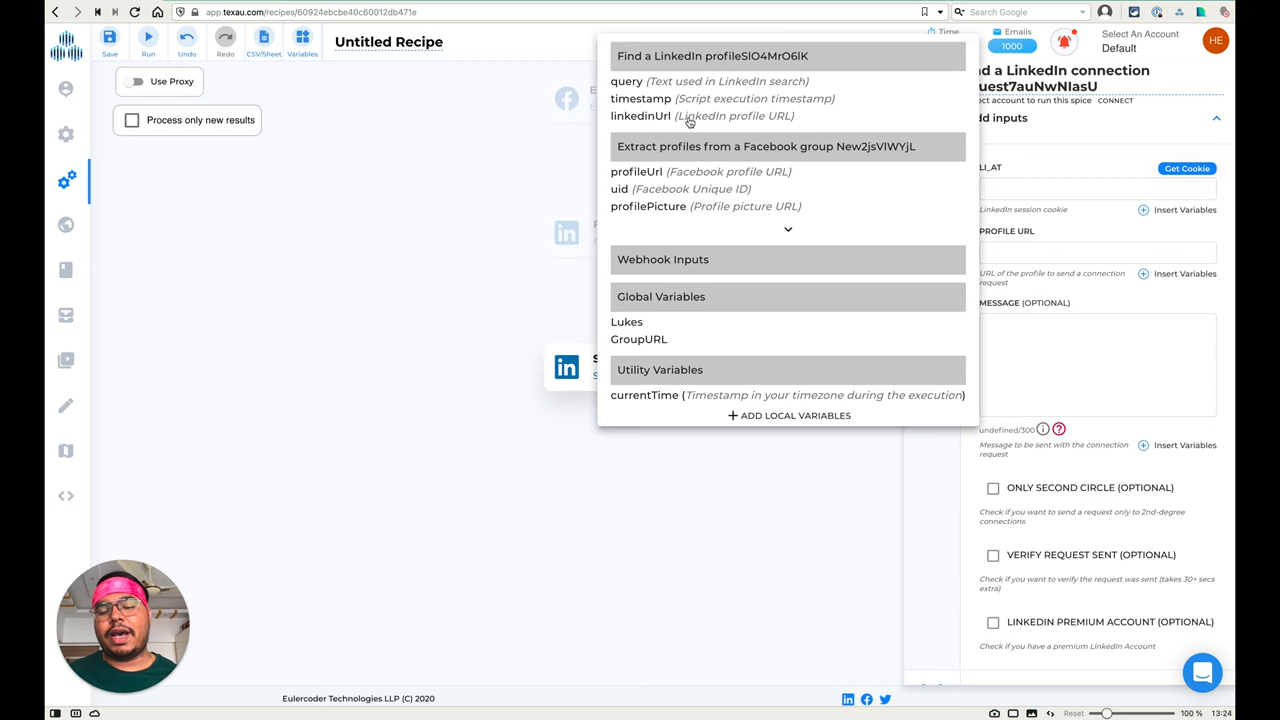 app.texau.com/recipes/60924ebcbe40c60012db471e
Search Google
Save
Run
Undo
Redo
CSV/Sheet
Variables
Untitled Recipe
Time
Emails
1000
Select An Account
Default
HE
Use Proxy
Process only new results
Find a LinkedIn profileSlO4MrO6lK
query (Text used in LinkedIn search)
timestamp (Script execution timestamp)
linkedinUrl (LinkedIn profile URL)
Extract profiles from a Facebook group New2jsVlWYjL
profileUrl (Facebook profile URL)
uid (Facebook Unique ID)
profilePicture (Profile picture URL)
Webhook Inputs
Global Variables
Lukes
GroupURL
Utility Variables
currentTime (Timestamp in your timezone during the execution)
+ ADD LOCAL VARIABLES
d a LinkedIn connection
uest7auNwNIasU
ect account to run this spice CONNECT
dd inputs
LI_AT
Get Cookie
LinkedIn session cookie
Insert Variables
PROFILE URL
URL of the profile to send a connection
request
Insert Variables
MESSAGE (OPTIONAL)
undefined/300
Message to be sent with the connection
request
Insert Variables
ONLY SECOND CIRCLE (OPTIONAL)
Check if you want to send a request only to 2nd-degree
connections
VERIFY REQUEST SENT (OPTIONAL)
Check if you want to verify the request was sent (takes 30+ secs
extra)
LINKEDIN PREMIUM ACCOUNT (OPTIONAL)
Check if you have a premium LinkedIn Account
Eulercoder Technologies LLP (C) 2020
Reset
100 %
13:24